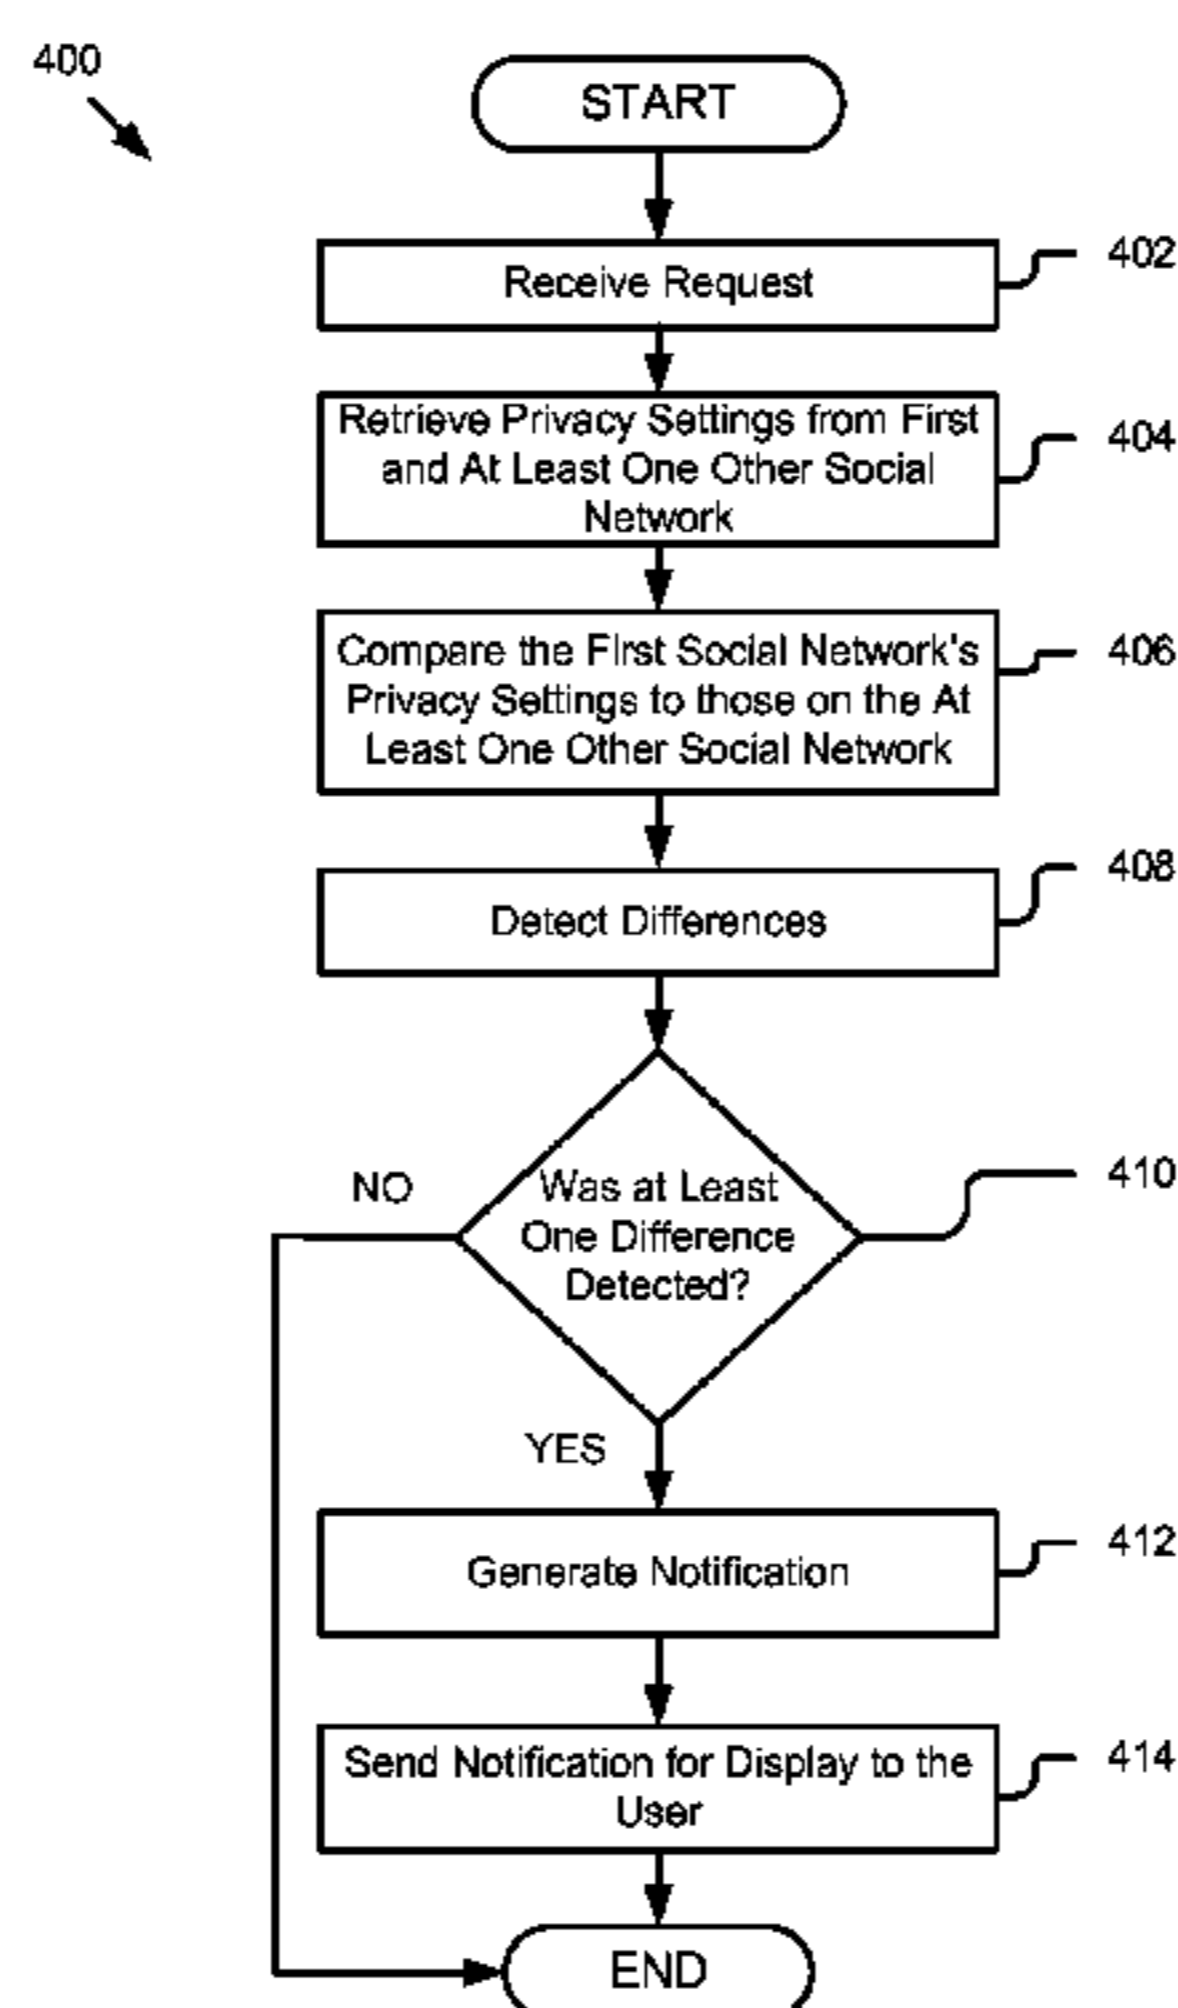 400
START
402
Receive Request
404
Retrieve Privacy Settings from First
and At Least One Other Social
Network
406
Compare the First Social Network's
Privacy Settings to those on the At
Least One Other Social Network
408
Detect Differences
410
NO
Was at Least
One Difference
Detected?
YES
412
Generate Notification
414
Send Notification for Display to the
User
END